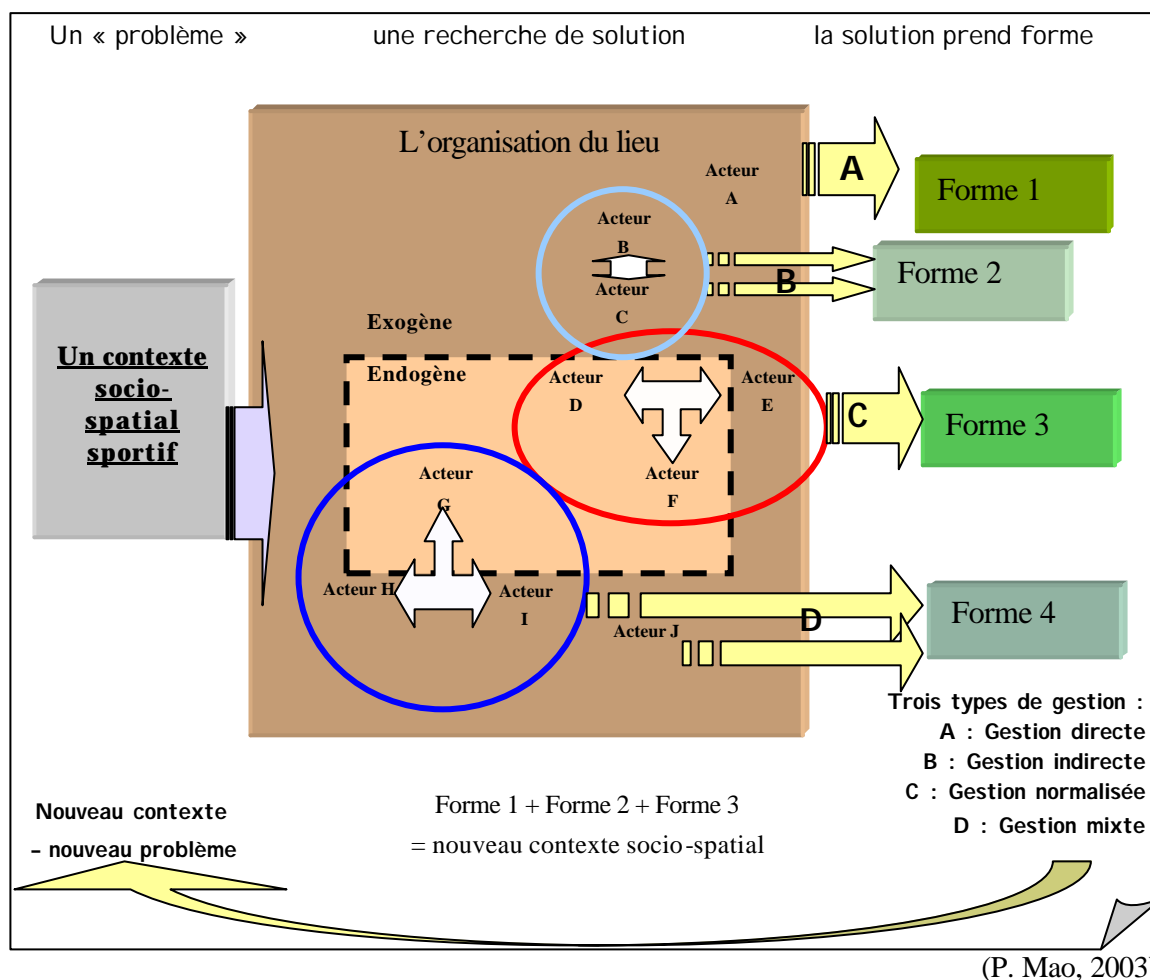 Un « problème »
une recherche de solution
la solution prend forme
L'organisation du lieu
Acteur
A
A
Forme 1
Acteur
B
Acteur
C
B
Forme 2
Un contexte
socio-
spatial
sportif
Exogène
Endogène
Acteur
D
Acteur
E
Acteur
F
C
Forme 3
Acteur
G
Acteur H
Acteur
I
Acteur J
D
Forme 4
Trois types de gestion :
A : Gestion directe
B : Gestion indirecte
C : Gestion normalisée
D : Gestion mixte
Forme 1 + Forme 2 + Forme 3
= nouveau contexte socio-spatial
Nouveau contexte
– nouveau problème
(P. Mao, 2003)